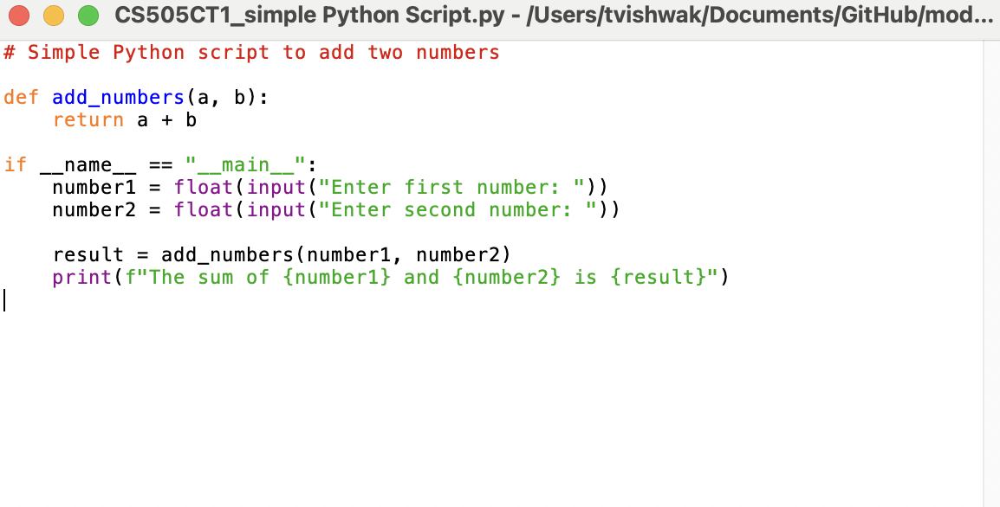 CS505CT1_simple Python Script.py - /Users/tvishwak/Documents/GitHub/mod...
# Simple Python script to add two numbers
def add_numbers(a, b):
    return a + b
if __name__ == "__main__":
    number1 = float(input("Enter first number: "))
    number2 = float(input("Enter second number: "))
    result = add_numbers(number1, number2)
    print(f"The sum of {number1} and {number2} is {result}")